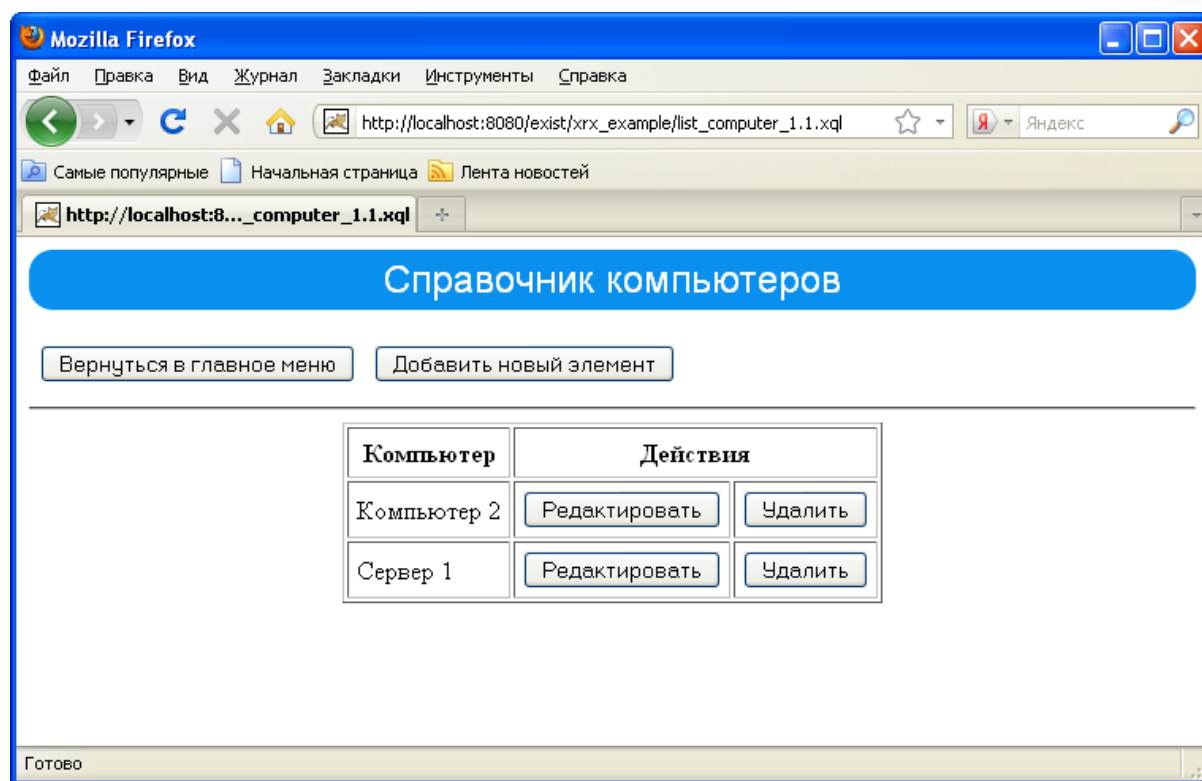 Mozilla Firefox
Файл Правка Вид Журнал Закладки Инструменты Справка
http://localhost:8080/exist/xrx_example/list_computer_1.1.xql Я Яндекс
Самые популярные Начальная страница Лента новостей
http://localhost:8..._computer_1.1.xql
Справочник компьютеров
Вернуться в главное меню Добавить новый элемент
Компьютер Действия
Компьютер 2 Редактировать Удалить
Сервер 1 Редактировать Удалить
Готово